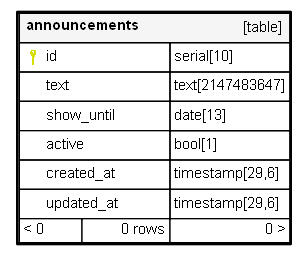 announcements [table]
id serial[10]
text text[2147483647]
show_until date[13]
active bool[1]
created_at timestamp[29,6]
updated_at timestamp[29,6]
< 0 0 rows 0 >